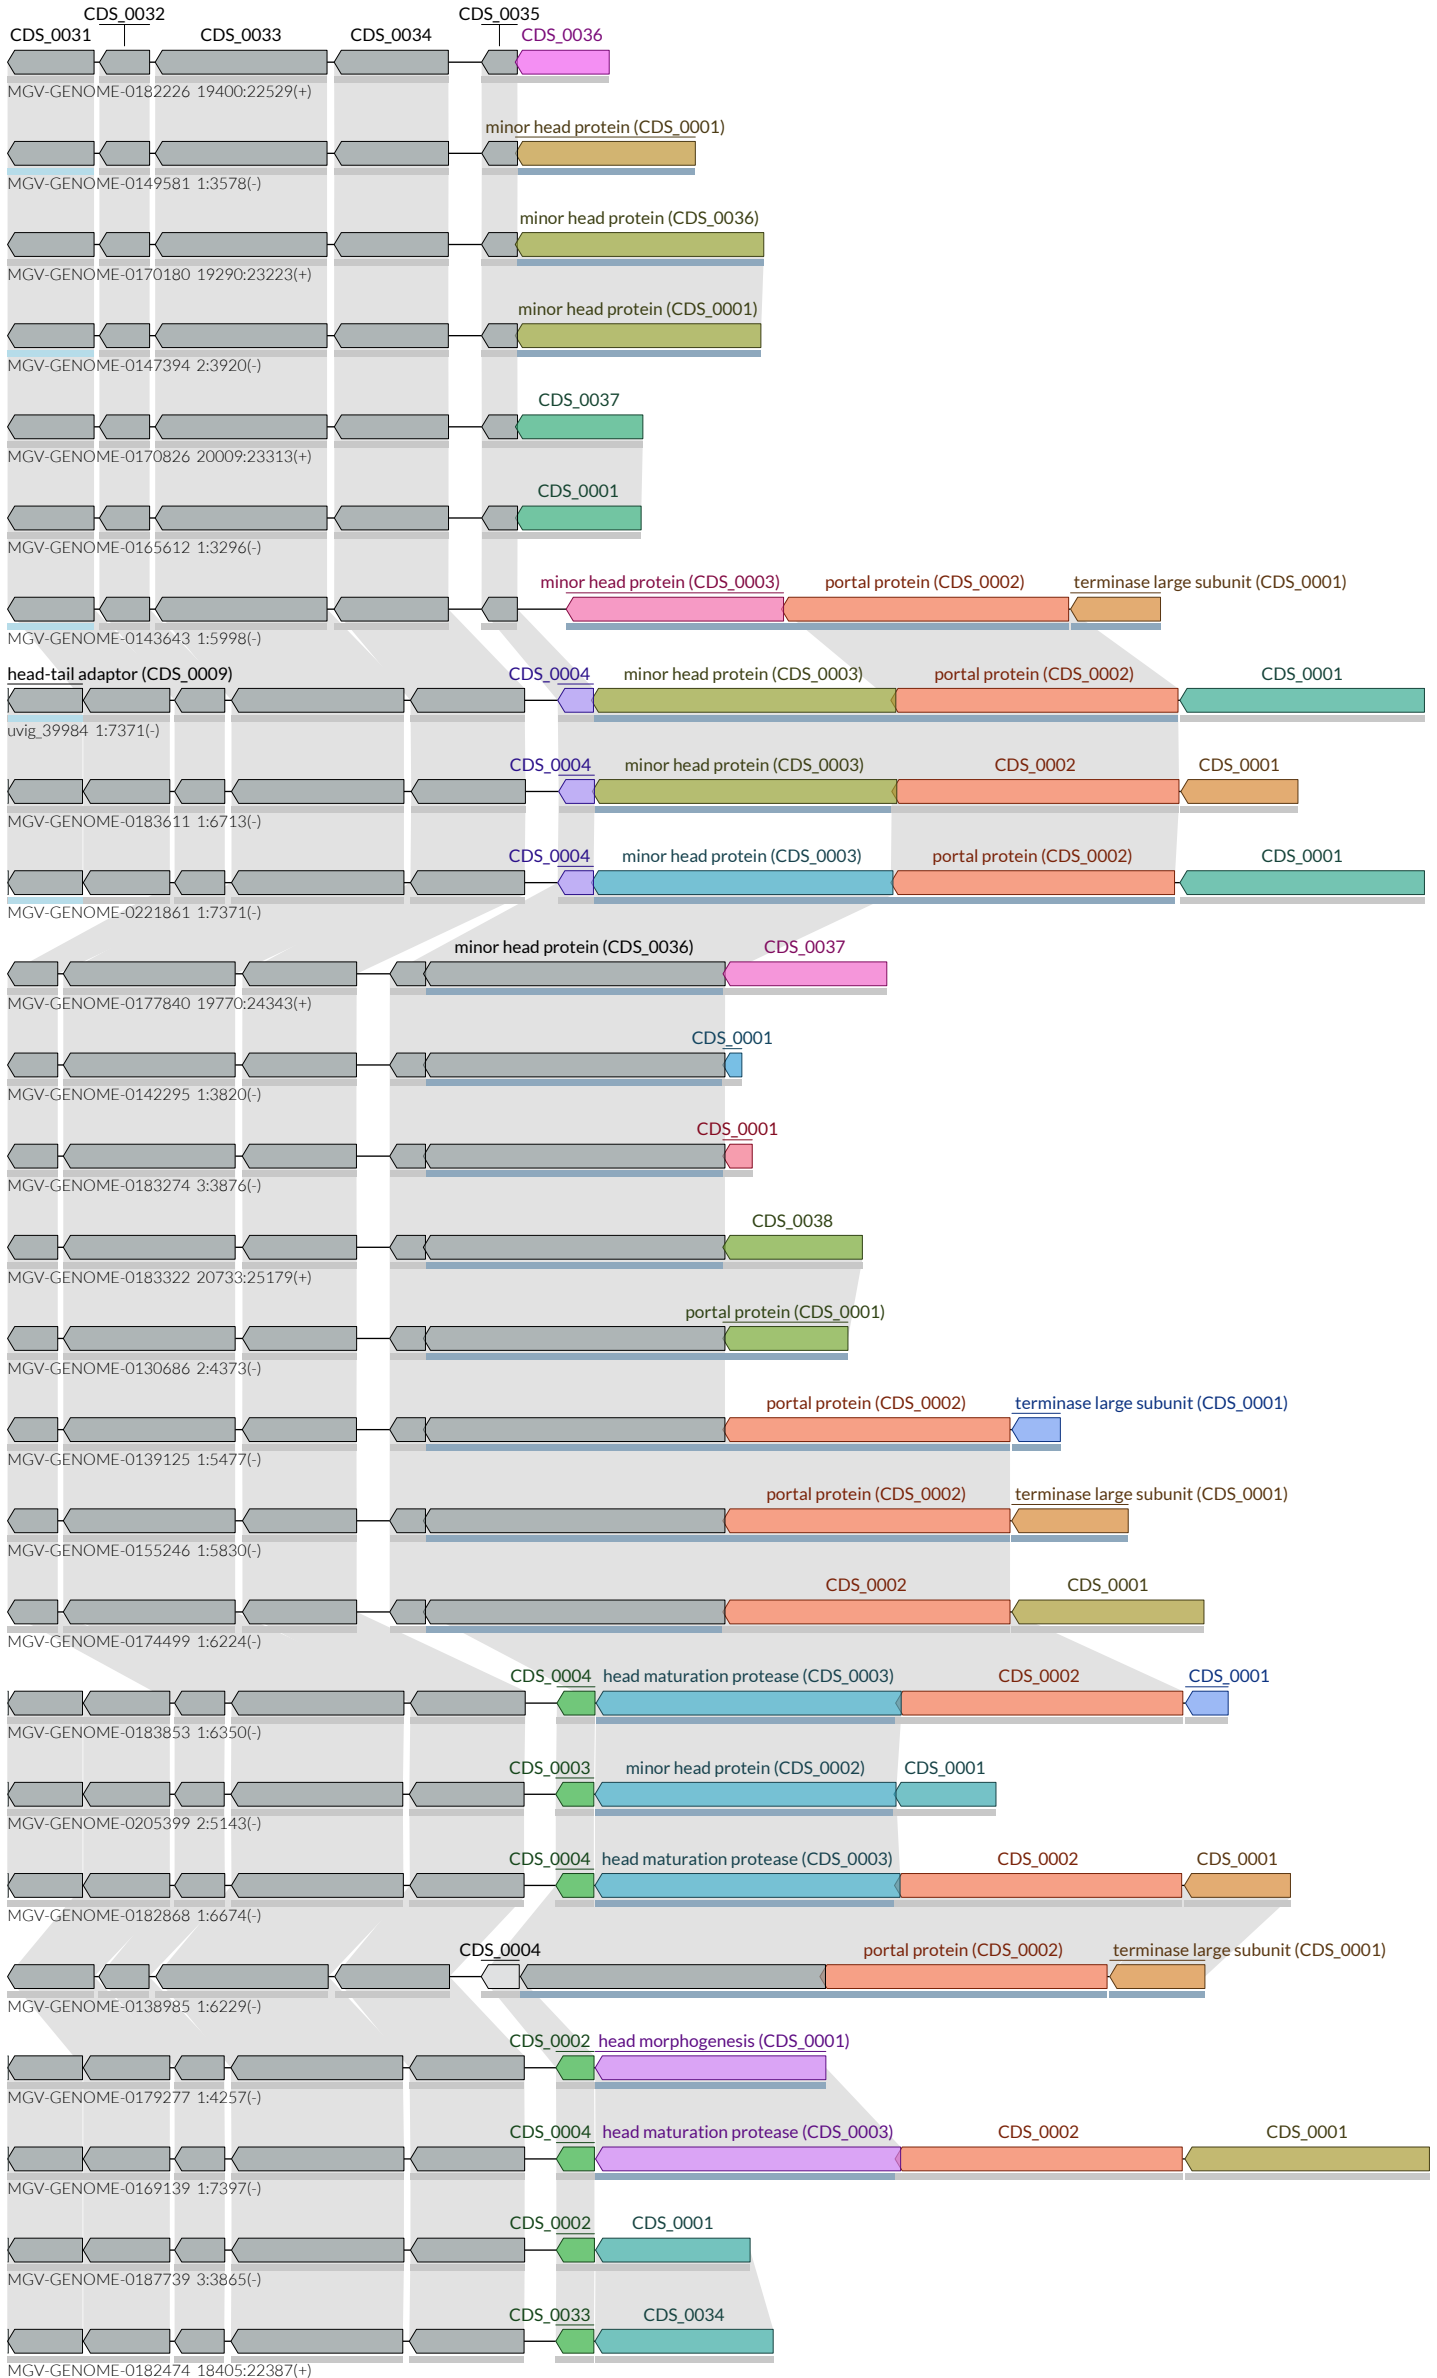 CDS_0032 CDS_0035
CDS_0031 CDS_0033 CDS_0034 CDS_0036
MGV-GENOME-0182226 19400:22529(+)
minor head protein (CDS_0001)
MGV-GENOME-0149581 1:3578(-)
minor head protein (CDS_0036)
MGV-GENOME-0170180 19290:23223(+)
minor head protein (CDS_0001)
MGV-GENOME-0147394 2:3920(-)
CDS_0037
MGV-GENOME-0170826 20009:23313(+)
CDS_0001
MGV-GENOME-0165612 1:3296(-)
minor head protein (CDS_0003) portal protein (CDS_0002) terminase large subunit (CDS_0001)
MGV-GENOME-0143643 1:5998(-)
head-tail adaptor (CDS_0009) CDS_0004 minor head protein (CDS_0003) portal protein (CDS_0002) CDS_0001
uvig_39984 1:7371(-)
CDS_0004 minor head protein (CDS_0003) CDS_0002 CDS_0001
MGV-GENOME-0183611 1:6713(-)
CDS_0004 minor head protein (CDS_0003) portal protein (CDS_0002) CDS_0001
MGV-GENOME-0221861 1:7371(-)
minor head protein (CDS_0036) CDS_0037
MGV-GENOME-0177840 19770:24343(+)
CDS_0001
MGV-GENOME-0142295 1:3820(-)
CDS_0001
MGV-GENOME-0183274 3:3876(-)
CDS_0038
MGV-GENOME-0183322 20733:25179(+)
portal protein (CDS_0001)
MGV-GENOME-0130686 2:4373(-)
portal protein (CDS_0002) terminase large subunit (CDS_0001)
MGV-GENOME-0139125 1:5477(-)
portal protein (CDS_0002) terminase large subunit (CDS_0001)
MGV-GENOME-0155246 1:5830(-)
CDS_0002 CDS_0001
MGV-GENOME-0174499 1:6224(-)
CDS_0004 head maturation protease (CDS_0003) CDS_0002 CDS_0001
MGV-GENOME-0183853 1:6350(-)
CDS_0003 minor head protein (CDS_0002) CDS_0001
MGV-GENOME-0205399 2:5143(-)
CDS_0004 head maturation protease (CDS_0003) CDS_0002 CDS_0001
MGV-GENOME-0182868 1:6674(-)
CDS_0004 portal protein (CDS_0002) terminase large subunit (CDS_0001)
MGV-GENOME-0138985 1:6229(-)
CDS_0002 head morphogenesis (CDS_0001)
MGV-GENOME-0179277 1:4257(-)
CDS_0004 head maturation protease (CDS_0003) CDS_0002 CDS_0001
MGV-GENOME-0169139 1:7397(-)
CDS_0002 CDS_0001
MGV-GENOME-0187739 3:3865(-)
CDS_0033 CDS_0034
MGV-GENOME-0182474 18405:22387(+)